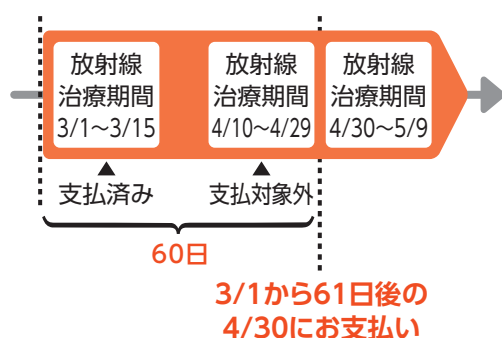 放射線
治療期間
3/1～3/15
放射線
治療期間
4/10～4/29
放射線
治療期間
4/30～5/9
▲
支払済み
▲
支払対象外
60日
3/1から61日後の
4/30にお支払い